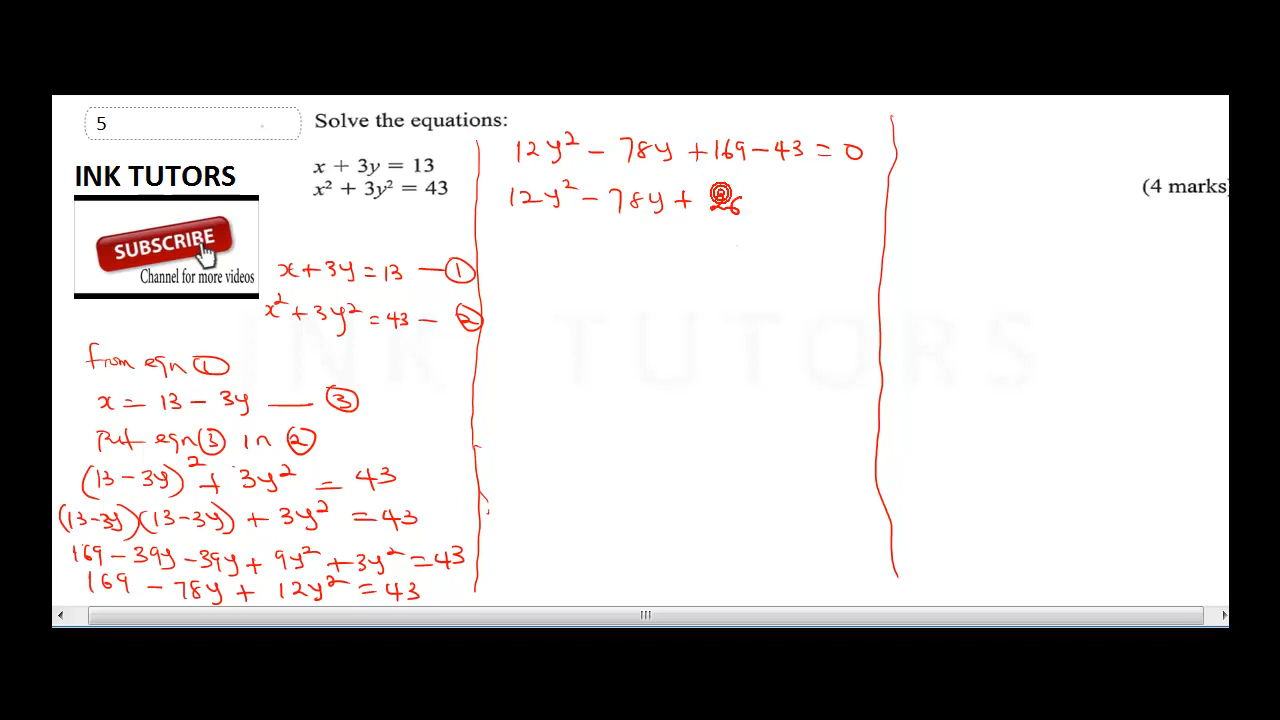 5
Solve the equations:
x + 3y = 13
x² + 3y² = 43
(4 marks)
INK TUTORS
SUBSCRIBE
Channel for more videos
x + 3y = 13 — ①
x² + 3y² = 43 — ②
from eqn ①
x = 13 – 3y — ③
Put eqn ③ in ②
(13 – 3y)² + 3y² = 43
(13–3y)(13–3y) + 3y² = 43
169 – 39y – 39y + 9y² + 3y² = 43
169 – 78y + 12y² = 43
12y² – 78y + 169 – 43 = 0
12y² – 78y +
INK TUTORS